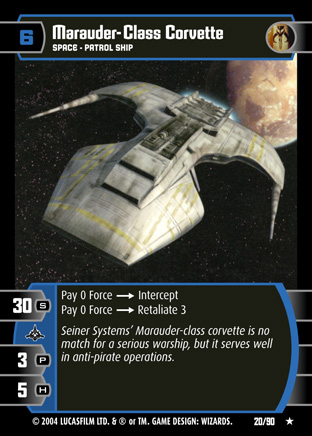 6 Marauder-Class Corvette
SPACE - PATROL SHIP
30 S
3 P
5 H
Pay 0 Force → Intercept
Pay 0 Force → Retaliate 3
Seiner Systems' Marauder-class corvette is no
match for a serious warship, but it serves well
in anti-pirate operations.
© 2004 LUCASFILM LTD. & ® or TM. GAME DESIGN: WIZARDS. 20/90 ★